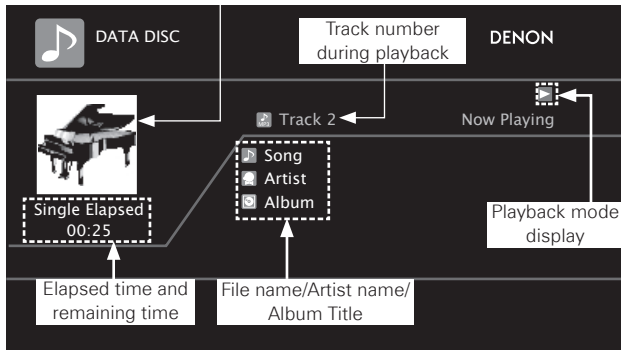 DATA DISC
Track number
during playback
DENON
MP3
Track 2
Now Playing
Song
Artist
Album
Single Elapsed
00:25
Playback mode
display
Elapsed time and
remaining time
File name/Artist name/
Album Title